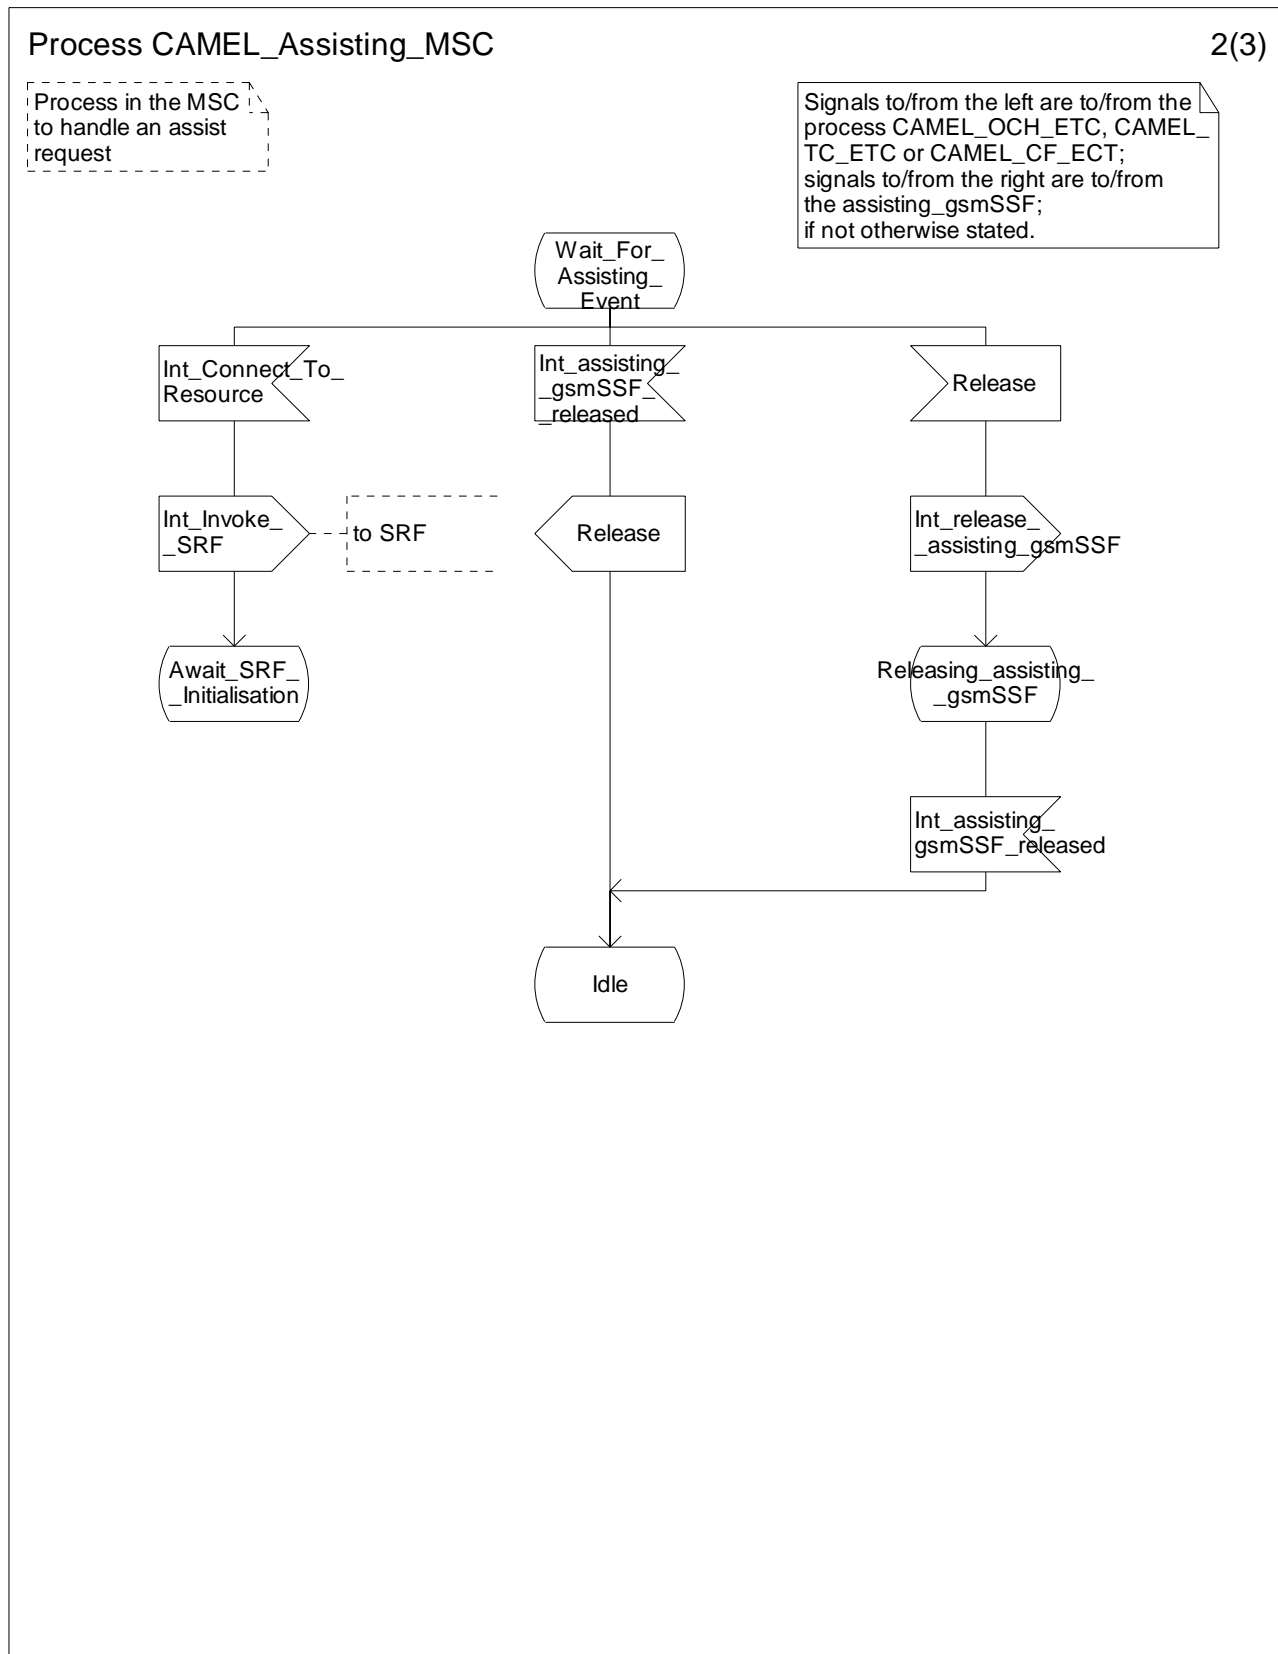 Process CAMEL_Assisting_MSC
2(3)
Process in the MSC
to handle an assist
request
Signals to/from the left are to/from the
process CAMEL_OCH_ETC, CAMEL_
TC_ETC or CAMEL_CF_ECT;
signals to/from the right are to/from
the assisting_gsmSSF;
if not otherwise stated.
Wait_For_
Assisting_
Event
Int_Connect_To_
Resource
Int_assisting_
_gsmSSF_
_released
Release
Int_Invoke_
_SRF
to SRF
Release
Int_release_
_assisting_gsmSSF
Await_SRF_
_Initialisation
Releasing_assisting_
_gsmSSF
Int_assisting_
gsmSSF_released
Idle